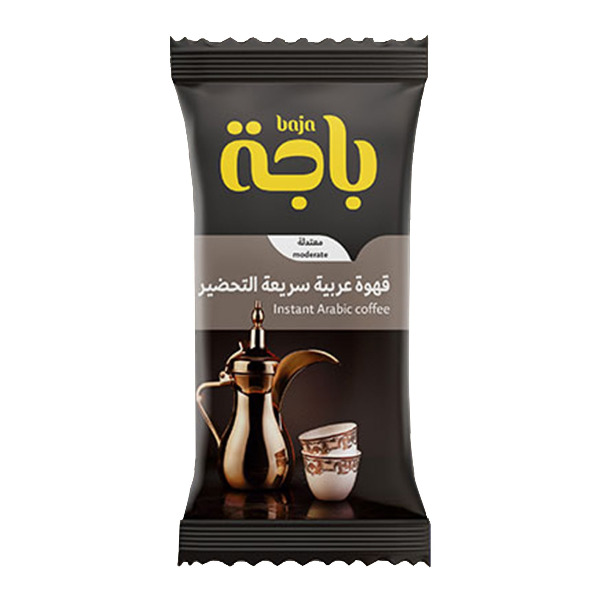 baja
باجة
معتدلة
moderate
قهوة عربية سريعة التحضير
Instant Arabic coffee